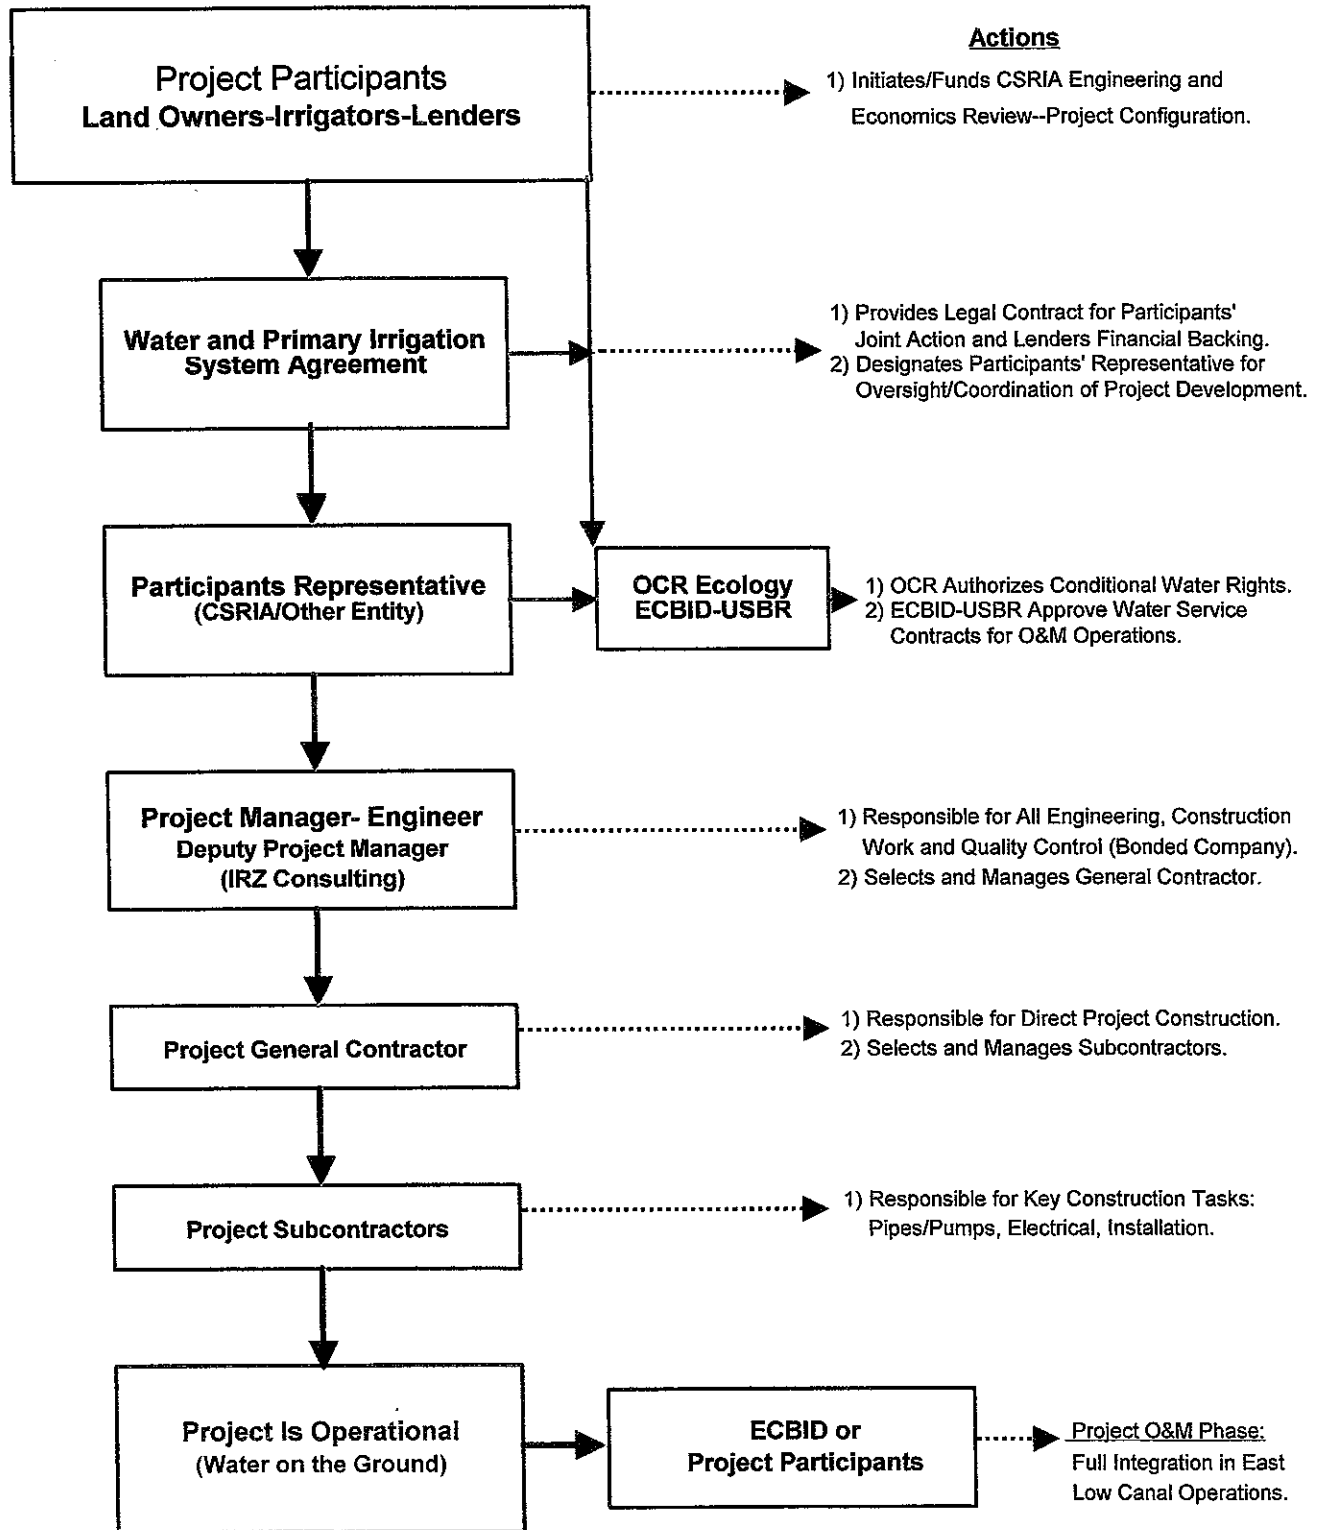 Actions
Project Participants
Land Owners-Irrigators-Lenders
1) Initiates/Funds CSRIA Engineering and
Economics Review--Project Configuration.
Water and Primary Irrigation
System Agreement
1) Provides Legal Contract for Participants'
Joint Action and Lenders Financial Backing.
2) Designates Participants' Representative for
Oversight/Coordination of Project Development.
Participants Representative
(CSRIA/Other Entity)
OCR Ecology
ECBID-USBR
1) OCR Authorizes Conditional Water Rights.
2) ECBID-USBR Approve Water Service
Contracts for O&M Operations.
Project Manager- Engineer
Deputy Project Manager
(IRZ Consulting)
1) Responsible for All Engineering, Construction
Work and Quality Control (Bonded Company).
2) Selects and Manages General Contractor.
Project General Contractor
1) Responsible for Direct Project Construction.
2) Selects and Manages Subcontractors.
Project Subcontractors
1) Responsible for Key Construction Tasks:
Pipes/Pumps, Electrical, Installation.
Project Is Operational
(Water on the Ground)
ECBID or
Project Participants
Project O&M Phase:
Full Integration in East
Low Canal Operations.